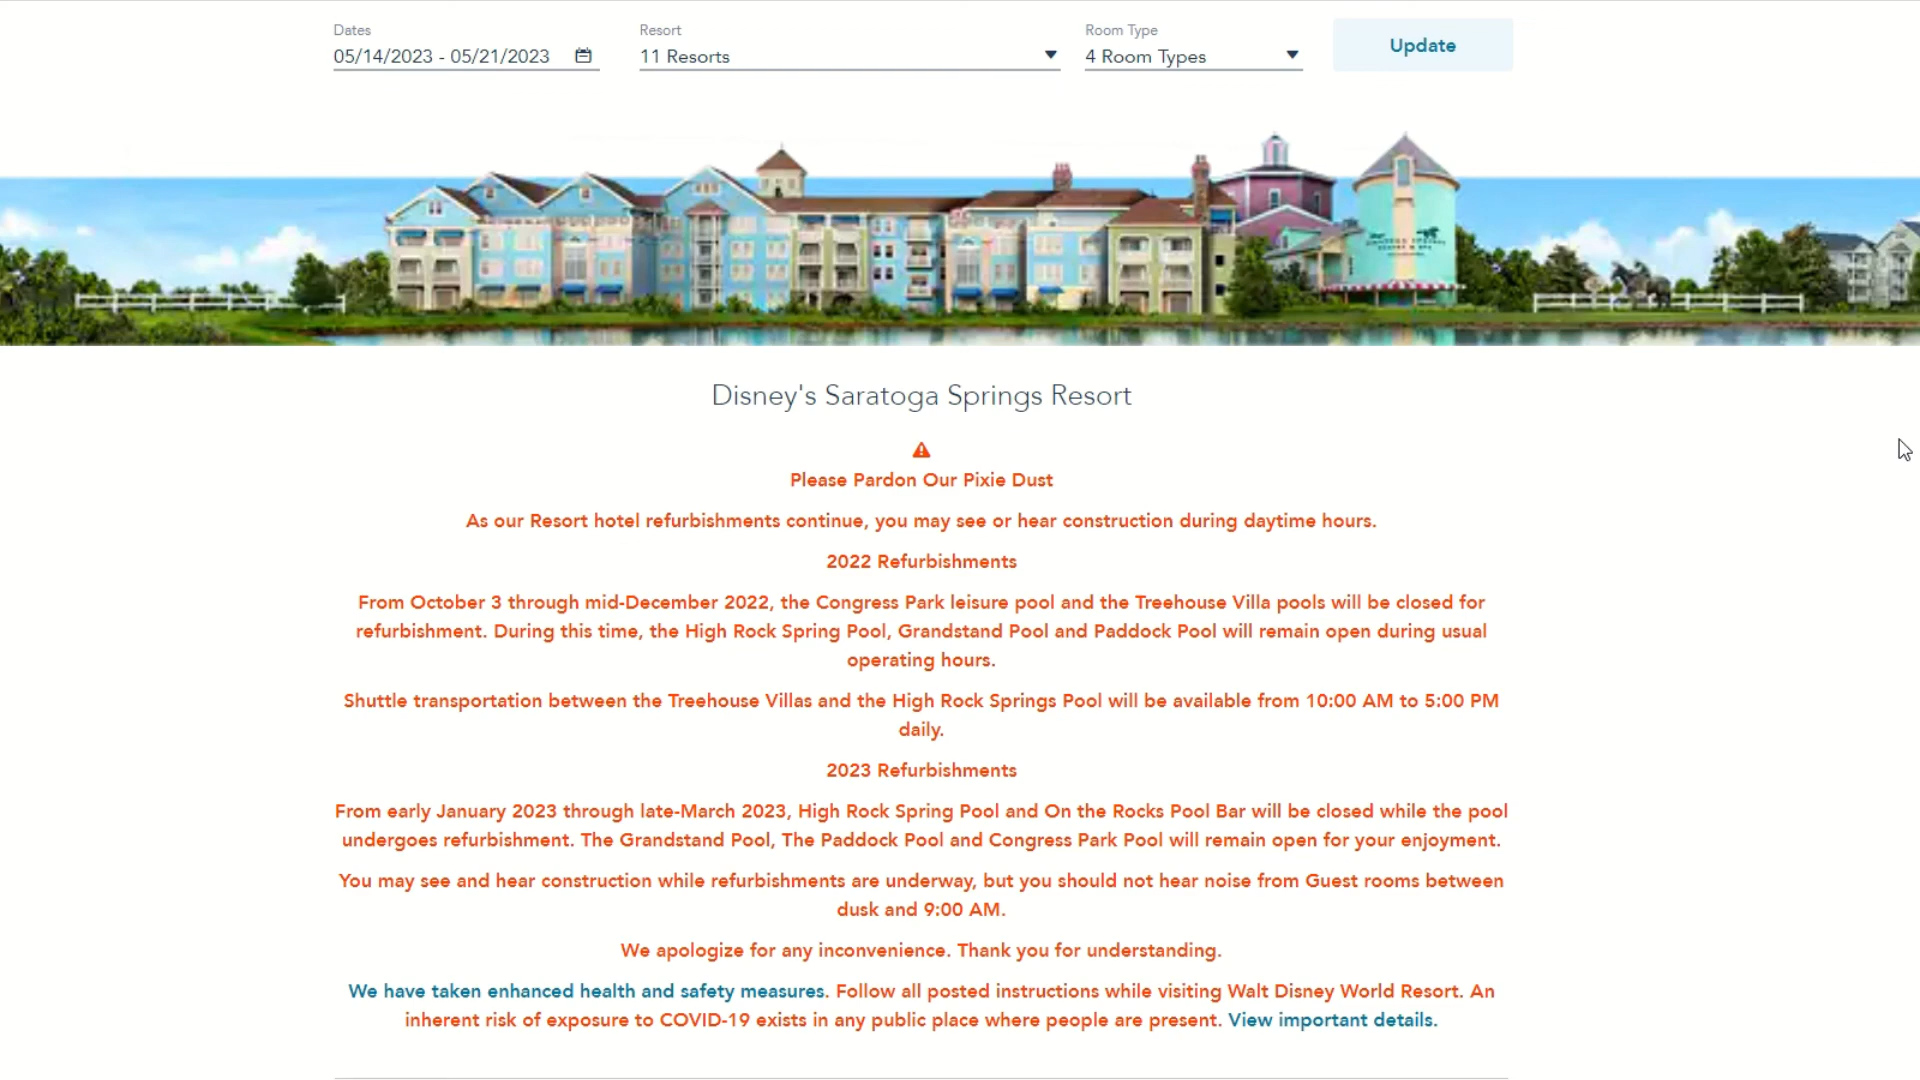 Dates
05/14/2023 - 05/21/2023
Resort
11 Resorts
Room Type
4 Room Types
Update
Disney's Saratoga Springs Resort
Please Pardon Our Pixie Dust
As our Resort hotel refurbishments continue, you may see or hear construction during daytime hours.
2022 Refurbishments
From October 3 through mid-December 2022, the Congress Park leisure pool and the Treehouse Villa pools will be closed for
refurbishment. During this time, the High Rock Spring Pool, Grandstand Pool and Paddock Pool will remain open during usual
operating hours.
Shuttle transportation between the Treehouse Villas and the High Rock Springs Pool will be available from 10:00 AM to 5:00 PM
daily.
2023 Refurbishments
From early January 2023 through late-March 2023, High Rock Spring Pool and On the Rocks Pool Bar will be closed while the pool
undergoes refurbishment. The Grandstand Pool, The Paddock Pool and Congress Park Pool will remain open for your enjoyment.
You may see and hear construction while refurbishments are underway, but you should not hear noise from Guest rooms between
dusk and 9:00 AM.
We apologize for any inconvenience. Thank you for understanding.
We have taken enhanced health and safety measures. Follow all posted instructions while visiting Walt Disney World Resort. An
inherent risk of exposure to COVID-19 exists in any public place where people are present. View important details.